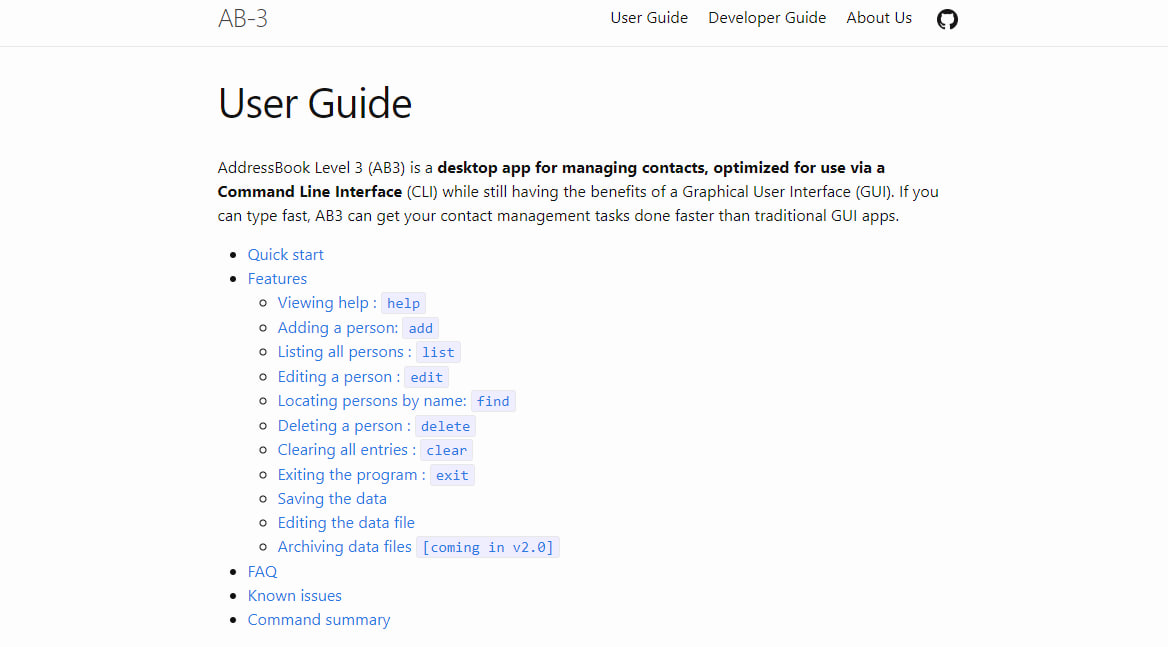 AB-3
User Guide Developer Guide About Us
User Guide
AddressBook Level 3 (AB3) is a desktop app for managing contacts, optimized for use via a
Command Line Interface (CLI) while still having the benefits of a Graphical User Interface (GUI). If you
can type fast, AB3 can get your contact management tasks done faster than traditional GUI apps.
Quick start
Features
Viewing help : help
Adding a person: add
Listing all persons : list
Editing a person : edit
Locating persons by name: find
Deleting a person : delete
Clearing all entries : clear
Exiting the program : exit
Saving the data
Editing the data file
Archiving data files [coming in v2.0]
FAQ
Known issues
Command summary